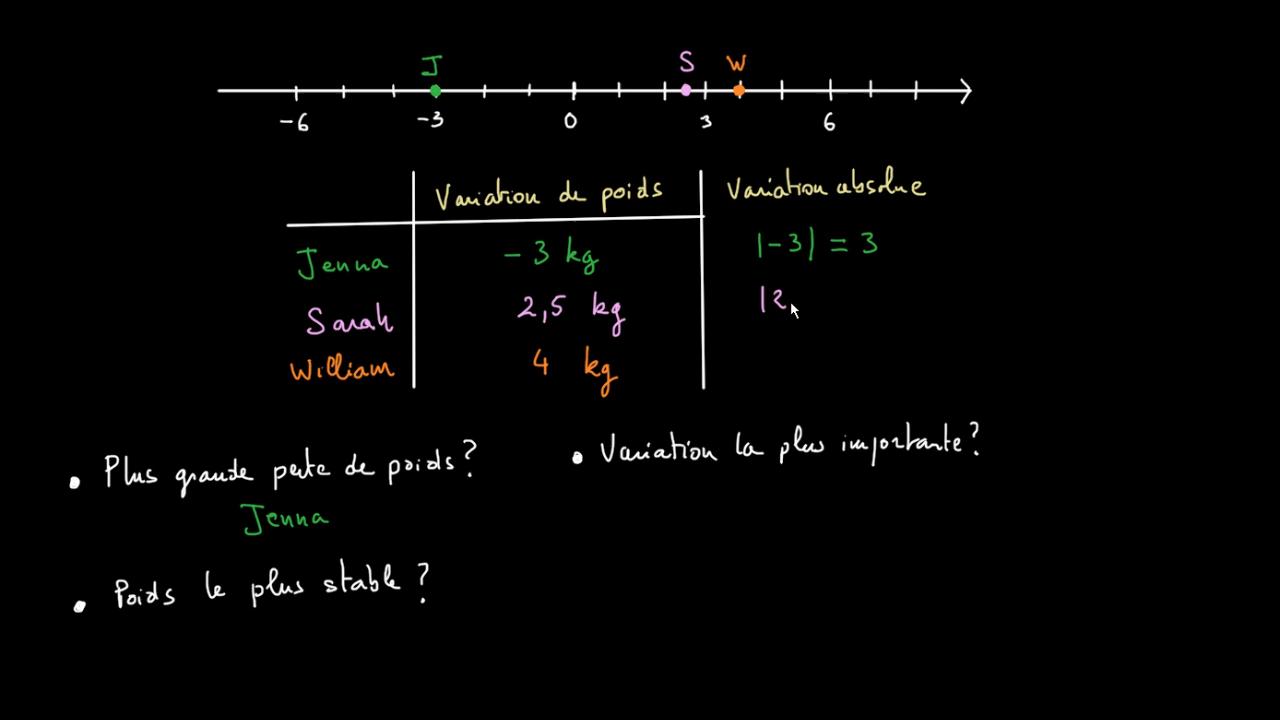 J S W
-6 -3 0 3 6
Variation de poids Variation absolue
Jenna -3 kg |-3| = 3
Sarah 2,5 kg |2
William 4 kg
• Plus grande perte de poids ? • Variation la plus importante ?
Jenna
• Poids le plus stable ?